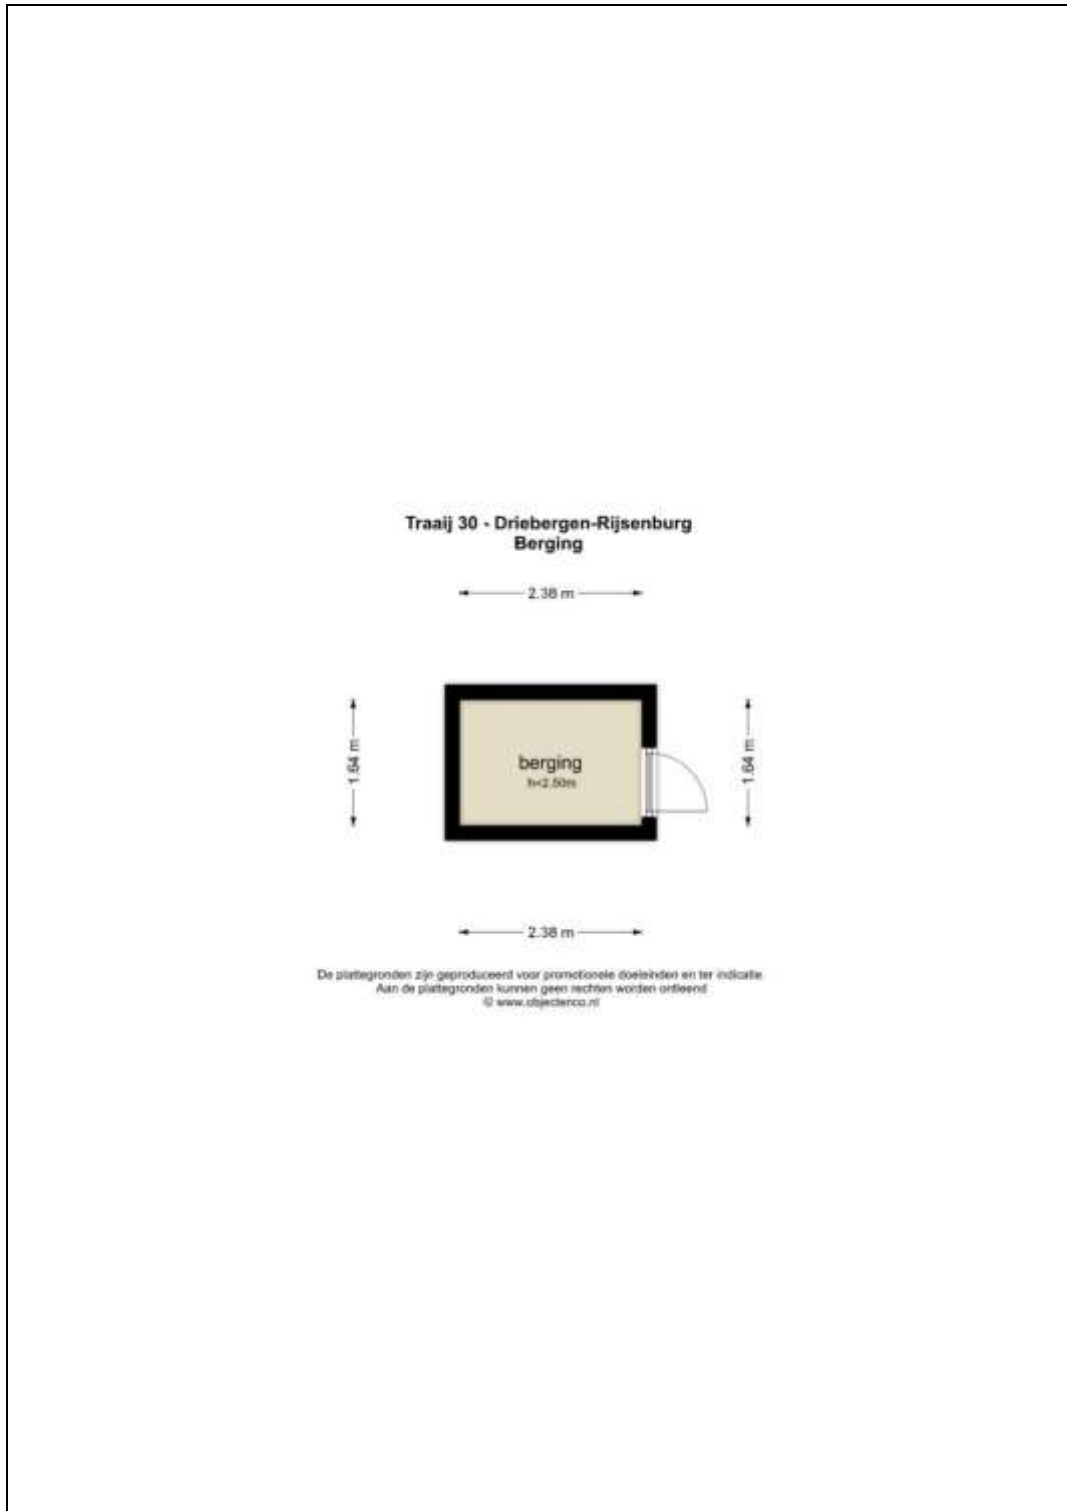 Traaij 30 - Driebergen-Rijsenburg
Berging
2.38 m
1.64 m
berging
h<2.50m
1.64 m
2.38 m
De plattegronden zijn geproduceerd voor promotionele doeleinden en ter indicatie.
Aan de plattegronden kunnen geen rechten worden ontleend
© www.objectenco.nl